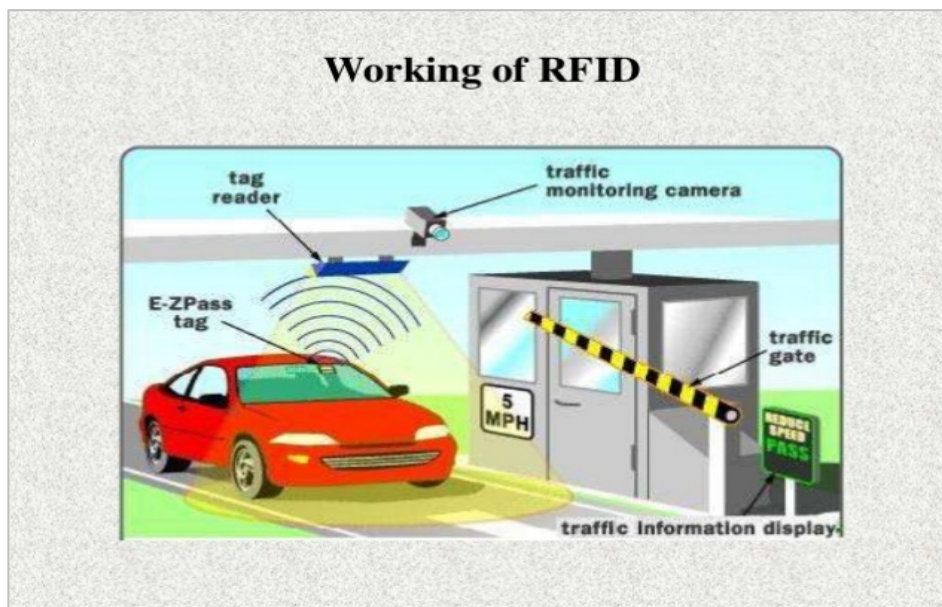 Working of RFID
tag
reader
traffic
monitoring camera
E-ZPass
tag
traffic
gate
5
MPH
REDUCE
SPEED
PASS
traffic information display